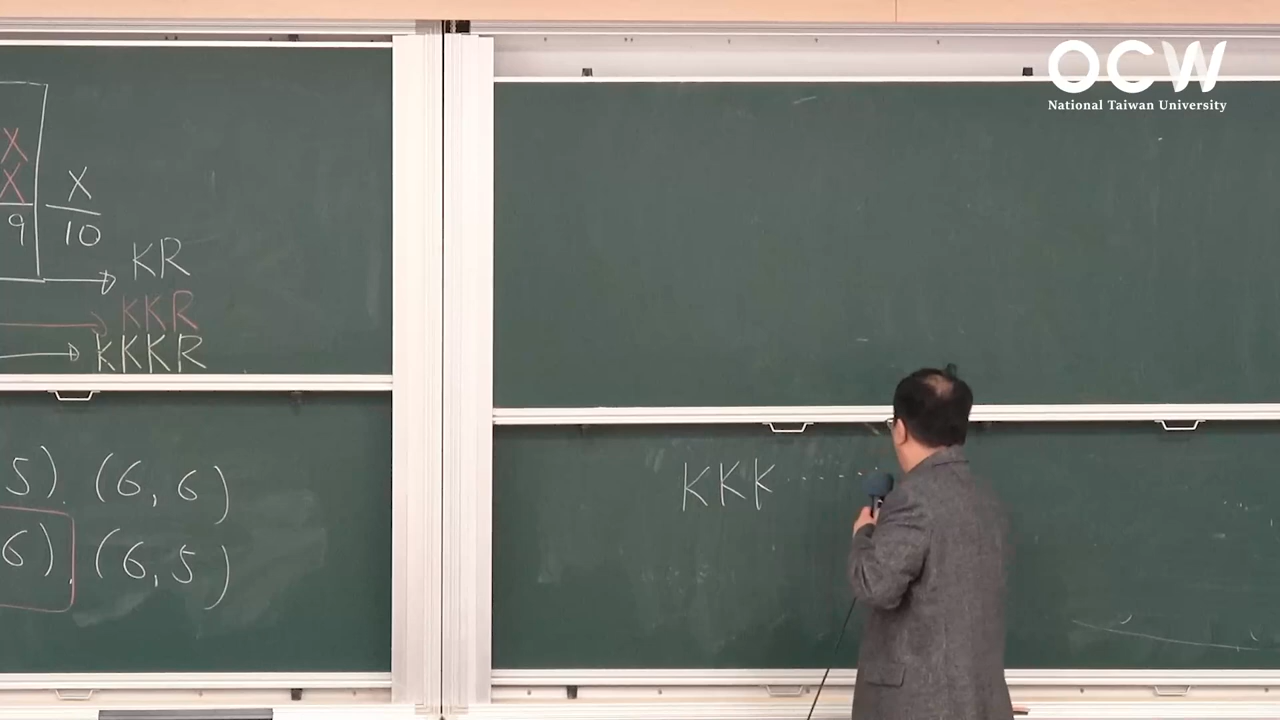 OCW
National Taiwan University
X
X
9
X
10
KR
KKR
KKKR
5). (6, 6)
6), (6, 5)
KKK ......